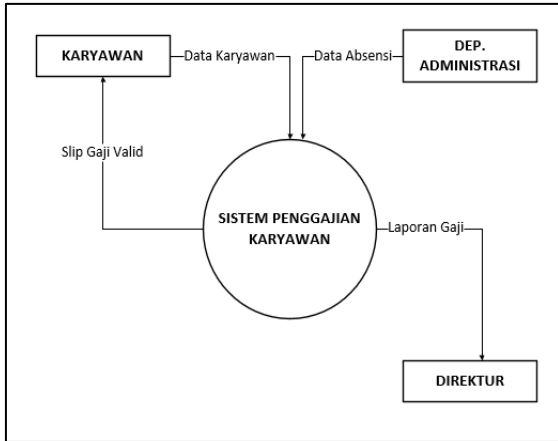 KARYAWAN
Data Karyawan
Data Absensi
DEP.
ADMINISTRASI
Slip Gaji Valid
SISTEM PENGGAJIAN
KARYAWAN
Laporan Gaji
DIREKTUR